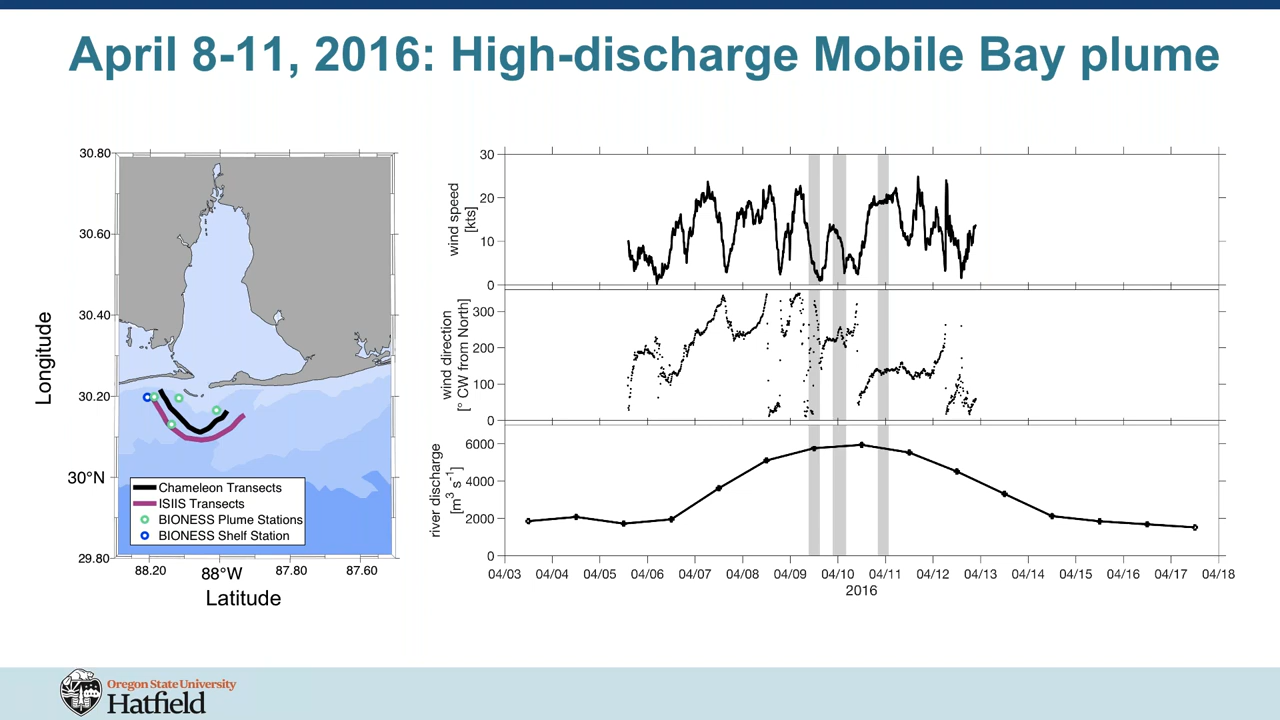 April 8-11, 2016: High-discharge Mobile Bay plume
30.80
30.60
30.40
30.20
30°N
29.80
Longitude
88.20
88°W
87.80
87.60
Latitude
Chameleon Transects
ISIIS Transects
BIONESS Plume Stations
BIONESS Shelf Station
wind speed
[kts]
30
20
10
0
wind direction
[° CW from North]
300
200
100
0
river discharge
[m³ s⁻¹]
6000
4000
2000
0
04/03 04/04 04/05 04/06 04/07 04/08 04/09 04/10 04/11 04/12 04/13 04/14 04/15 04/16 04/17 04/18
2016
Oregon State University
Hatfield